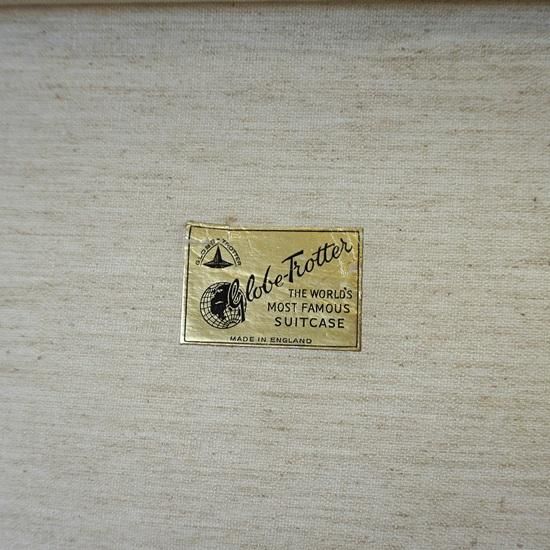 GLOBE-TROTTER
Globe-Trotter
THE WORLD'S
MOST FAMOUS
SUITCASE
MADE IN ENGLAND